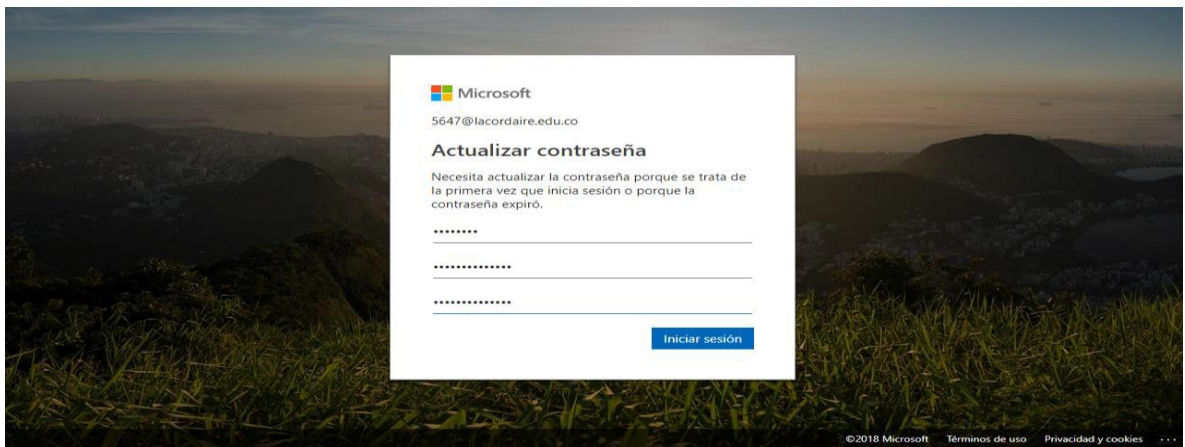 Microsoft
5647@lacordaire.edu.co
Actualizar contraseña
Necesita actualizar la contraseña porque se trata de
la primera vez que inicia sesión o porque la
contraseña expiró.
••••••••
••••••••••••••
••••••••••••••
Iniciar sesión
©2018 Microsoft Términos de uso Privacidad y cookies ...